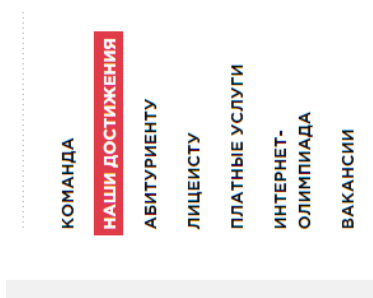 КОМАНДА
НАШИ ДОСТИЖЕНИЯ
АБИТУРИЕНТУ
ЛИЦЕИСТУ
ПЛАТНЫЕ УСЛУГИ
ИНТЕРНЕТ-
ОЛИМПИАДА
ВАКАНСИИ